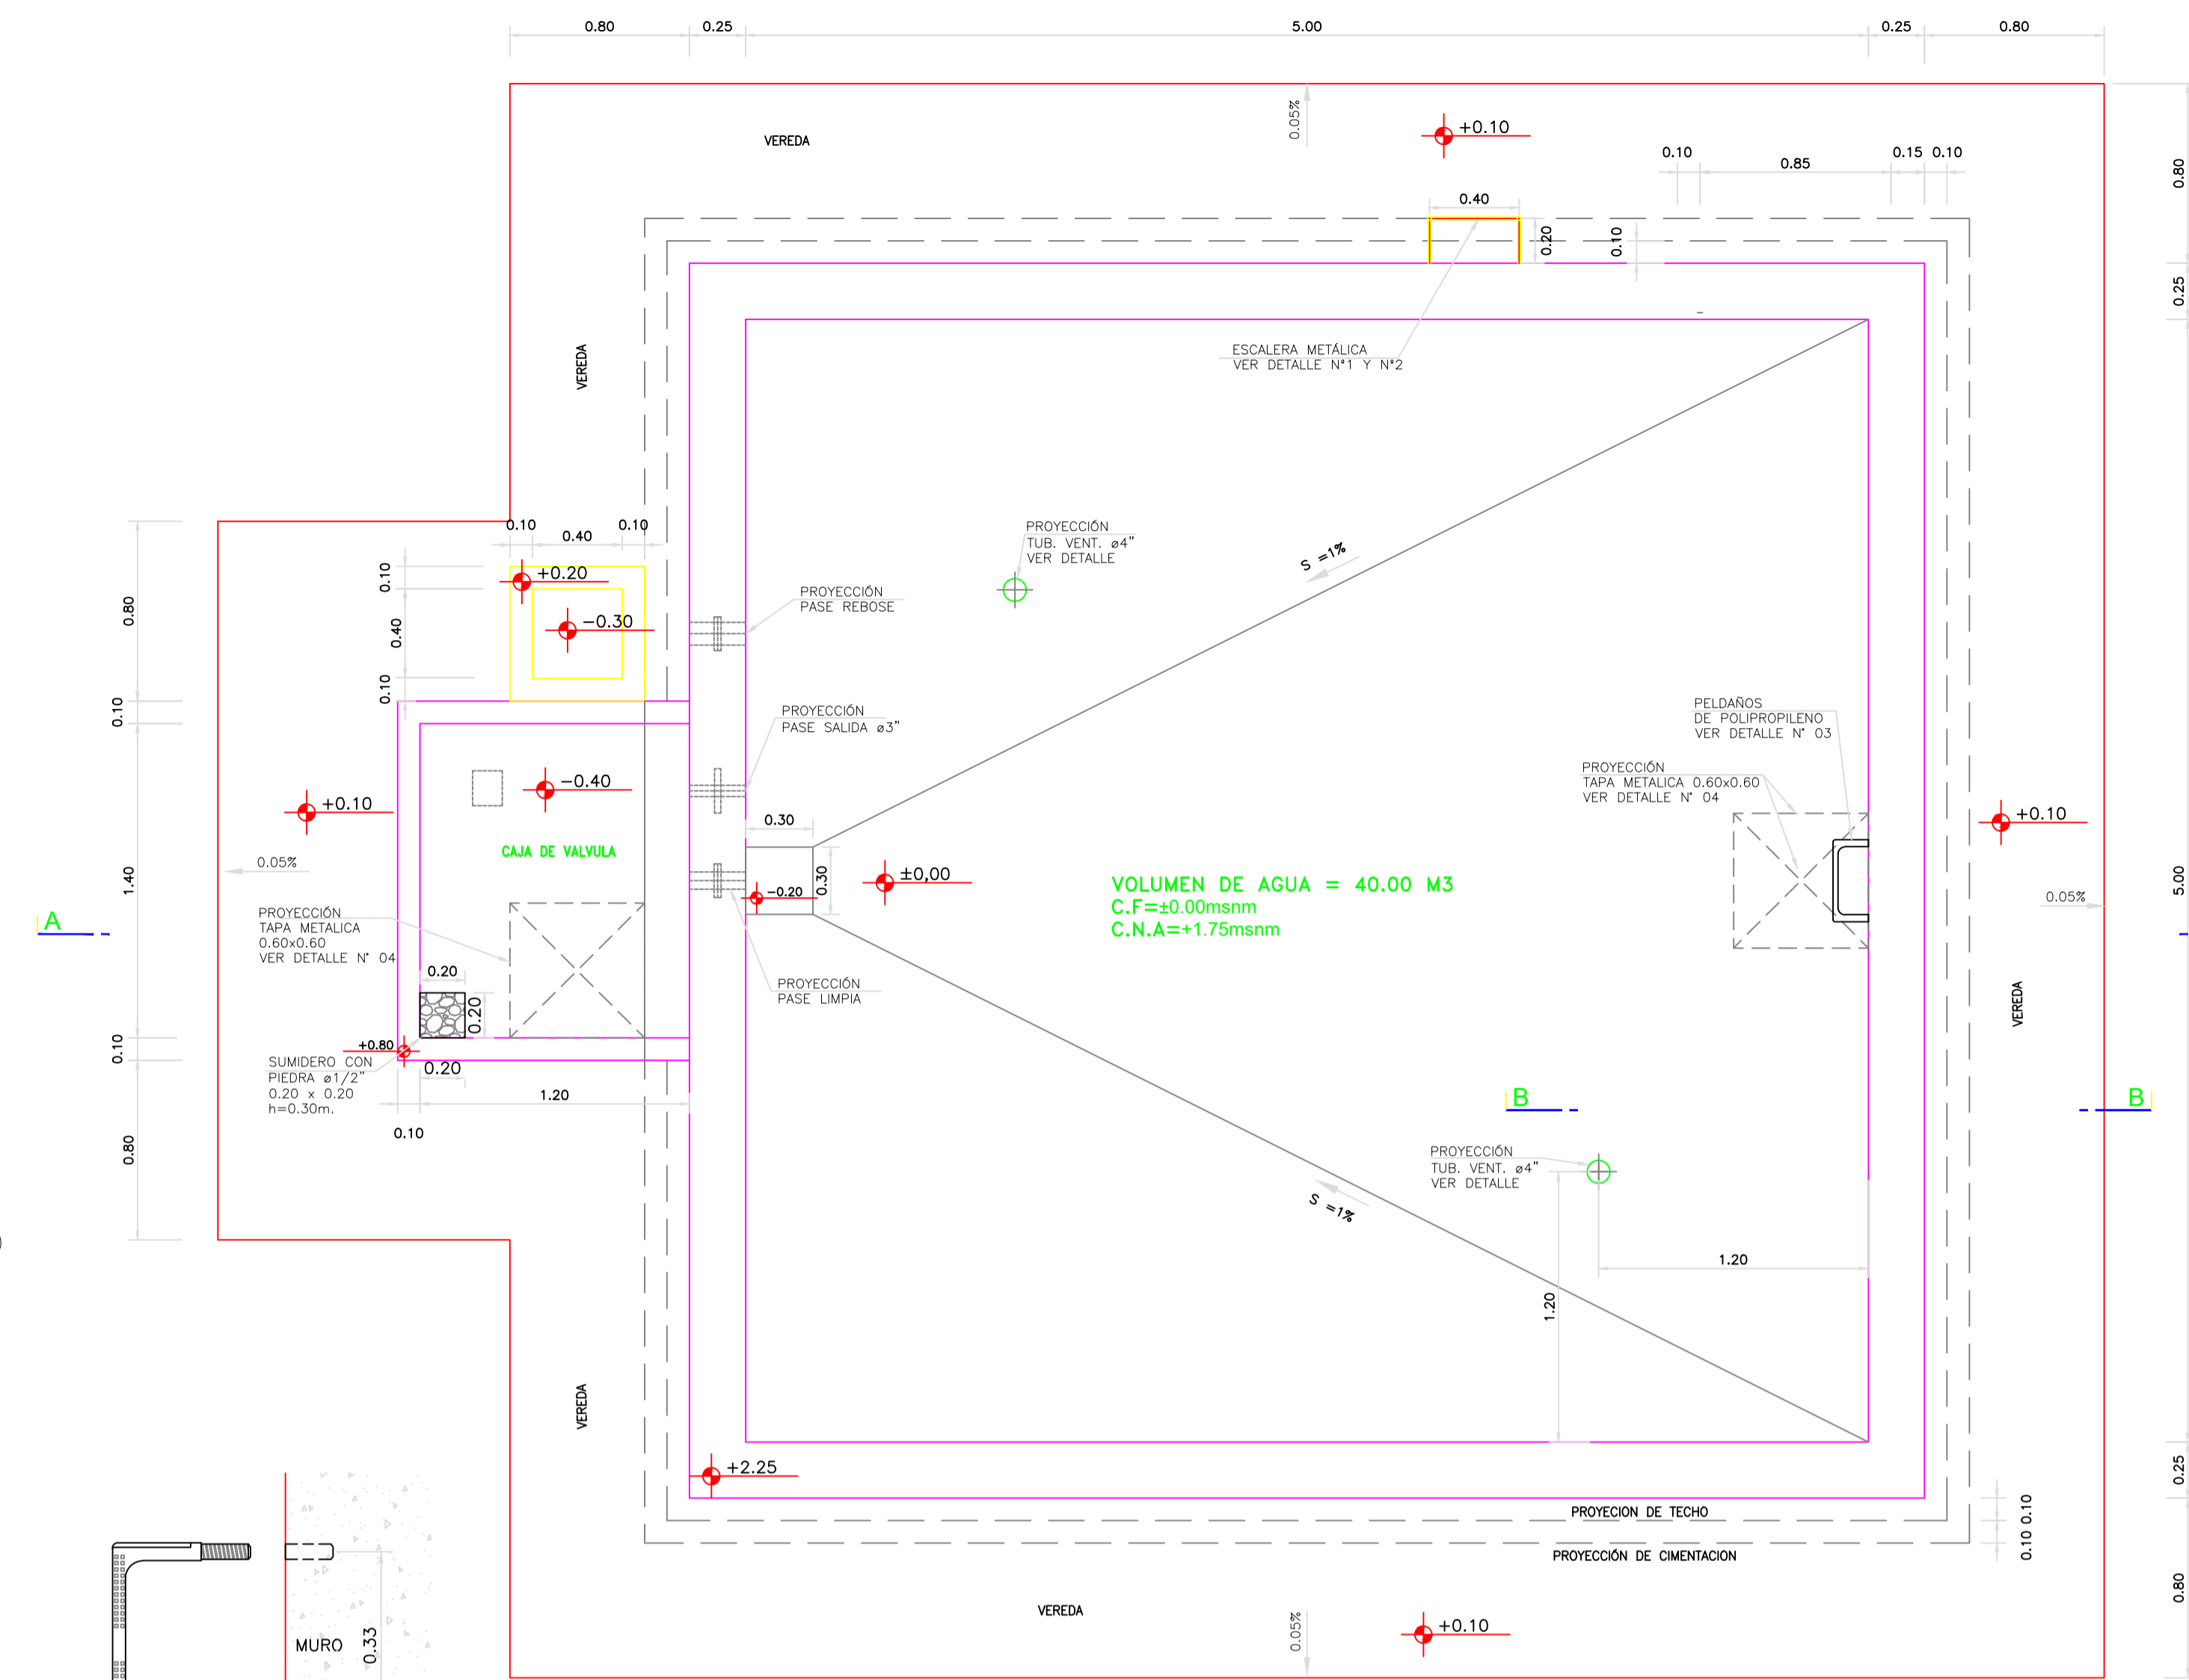 0.80 0.25 5.00 0.25 0.80
VEREDA
0.05%
+0.10
0.10 0.85 0.15 0.10
0.80
0.40
0.20
0.10
0.25
VEREDA
ESCALERA METÁLICA
VER DETALLE N°1 Y N°2
0.10 0.40 0.10
PROYECCIÓN
TUB. VENT. ø4"
VER DETALLE
S =1%
+0.20
0.10
0.80
0.40
-0.30
0.10
PROYECCIÓN
PASE REBOSE
0.10
PROYECCIÓN
PASE SALIDA ø3"
PELDAÑOS
DE POLIPROPILENO
VER DETALLE N° 03
PROYECCIÓN
TAPA METALICA 0.60x0.60
VER DETALLE N° 04
-0.40
+0.10
+0.10
0.30
CAJA DE VALVULA
0.05%
±0,00
0.30
-0.20
1.40
VOLUMEN DE AGUA = 40.00 M3
C.F=±0.00msnm
C.N.A=+1.75msnm
5.00
0.05%
A
PROYECCIÓN
TAPA METALICA
0.60x0.60
VER DETALLE N° 04
0.20
0.20
PROYECCIÓN
PASE LIMPIA
VEREDA
+0.80
0.10
SUMIDERO CON
PIEDRA ø1/2"
0.20 x 0.20
h=0.30m.
0.20
1.20
0.10
B
B
0.80
PROYECCIÓN
TUB. VENT. ø4"
VER DETALLE
S =1%
1.20
1.20
)
VEREDA
+2.25
0.25
PROYECION DE TECHO
0.10
0.10
PROYECCIÓN DE CIMENTACION
VEREDA
0.05%
+0.10
0.80
MURO
0.33